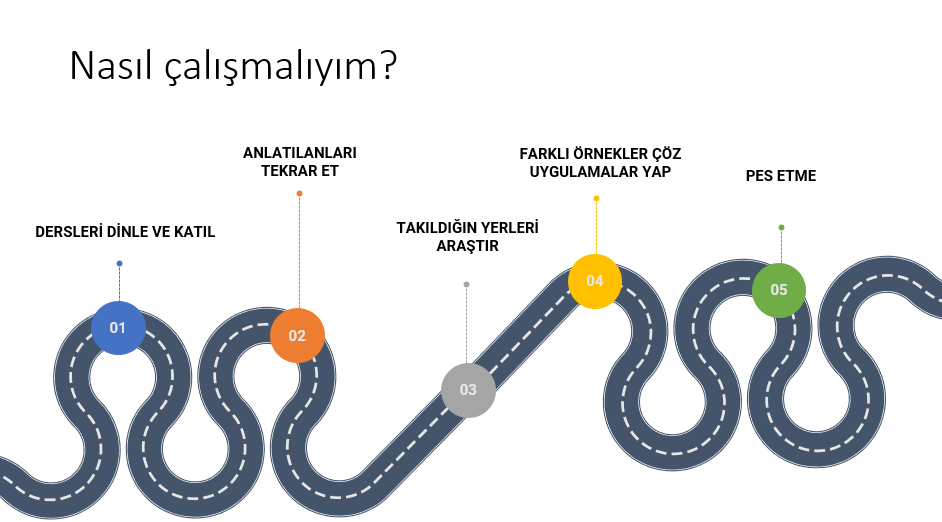 Nasıl çalışmalıyım?
DERSLERİ DİNLE VE KATIL
01
ANLATILANLARI
TEKRAR ET
02
TAKILDIĞIN YERLERİ
ARAŞTIR
03
FARKLI ÖRNEKLER ÇÖZ
UYGULAMALAR YAP
04
PES ETME
05